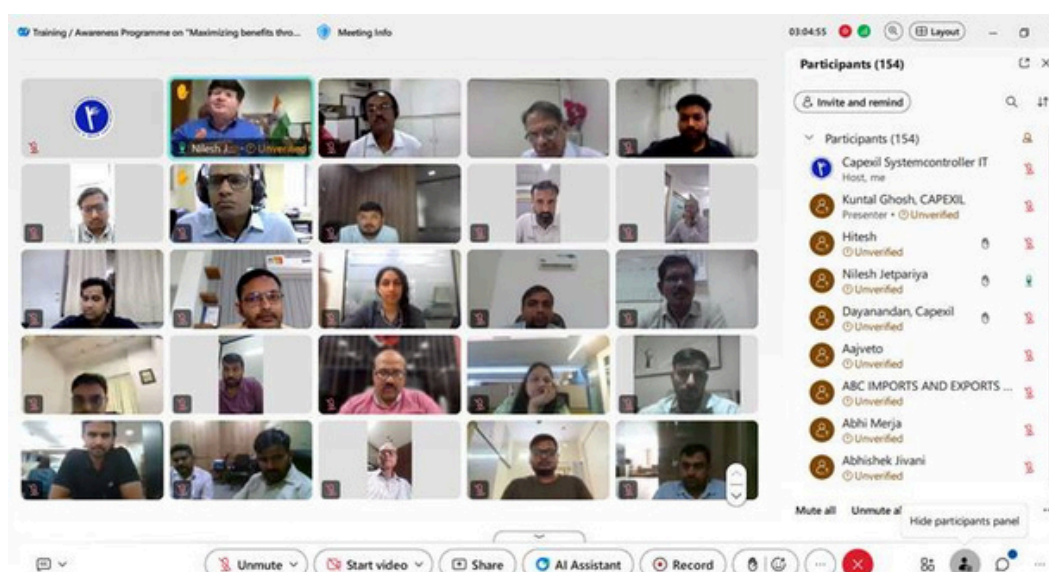 Training / Awareness Programme on "Maximizing benefits thro...
Meeting Info
03:04:55
Layout
Participants (154)
Invite and remind
Participants (154)
Capexil Systemcontroller IT
Host, me
Kuntal Ghosh, CAPEXIL
Presenter • Unverified
Hitesh
Unverified
Nilesh Jetpariya
Unverified
Dayanandan, Capexil
Unverified
Aajveto
Unverified
ABC IMPORTS AND EXPORTS ...
Unverified
Abhi Merja
Unverified
Abhishek Jivani
Unverified
Nilesh J... • Unverified
Mute all
Unmute al
Hide participants panel
Unmute
Start video
Share
AI Assistant
Record